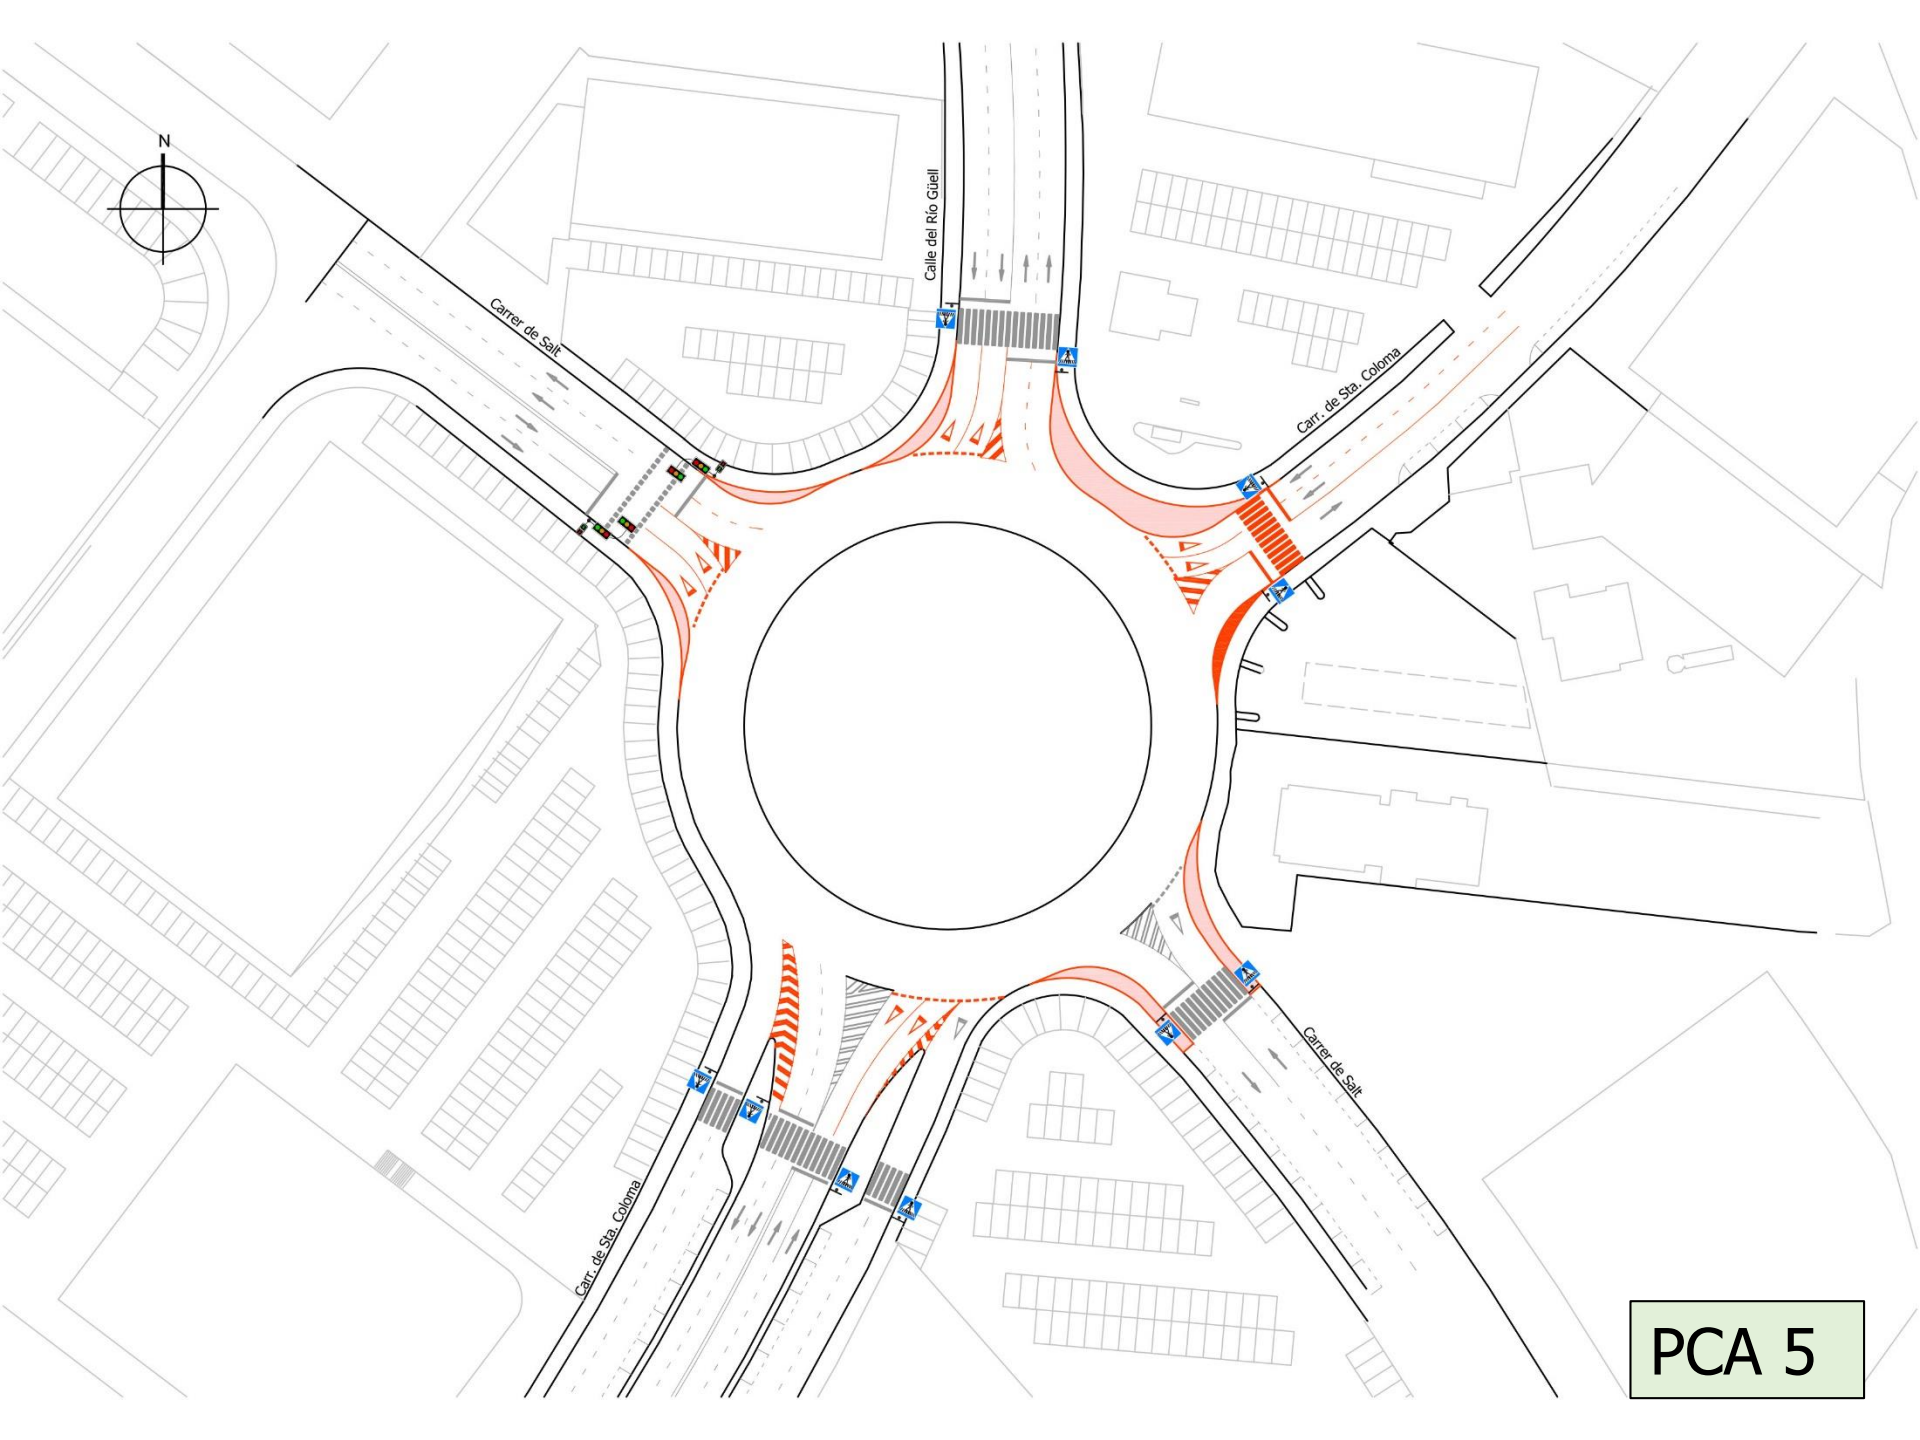 N
Calle del Río Güell
Carrer de Salt
Carr. de Sta. Coloma
Carrer de Salt
Carr. de Sta. Coloma
PCA 5